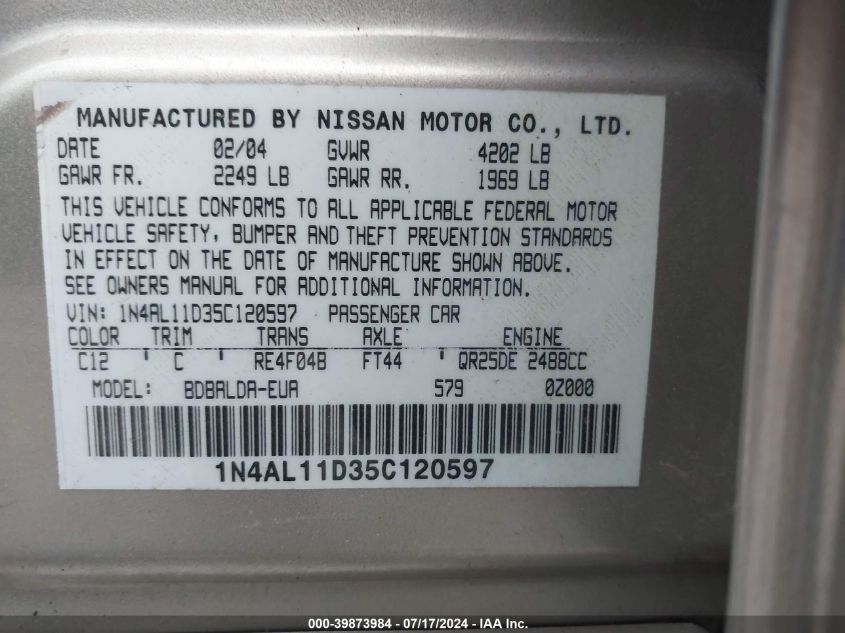 MANUFACTURED BY NISSAN MOTOR CO., LTD.
DATE 02/04 GVWR 4202 LB
GAWR FR. 2249 LB GAWR RR. 1969 LB
THIS VEHICLE CONFORMS TO ALL APPLICABLE FEDERAL MOTOR
VEHICLE SAFETY, BUMPER AND THEFT PREVENTION STANDARDS
IN EFFECT ON THE DATE OF MANUFACTURE SHOWN ABOVE.
SEE OWNERS MANUAL FOR ADDITIONAL INFORMATION.
VIN: 1N4AL11D35C120597 PASSENGER CAR
COLOR TRIM TRANS AXLE ENGINE
C12 ' C RE4F04B FT44 ' QR25DE 2488CC
MODEL: BDBALDA-EUA 579 0Z000
1N4AL11D35C120597
000-39873984 - 07/17/2024 - IAA Inc.